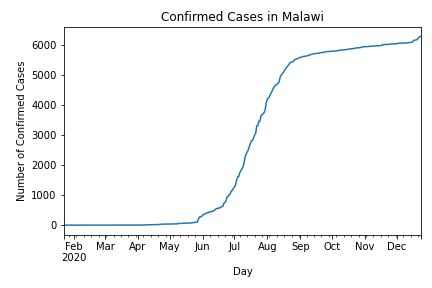 Confirmed Cases in Malawi
Number of Confirmed Cases
6000
5000
4000
3000
2000
1000
0
Feb Mar Apr May Jun Jul Aug Sep Oct Nov Dec
2020
Day